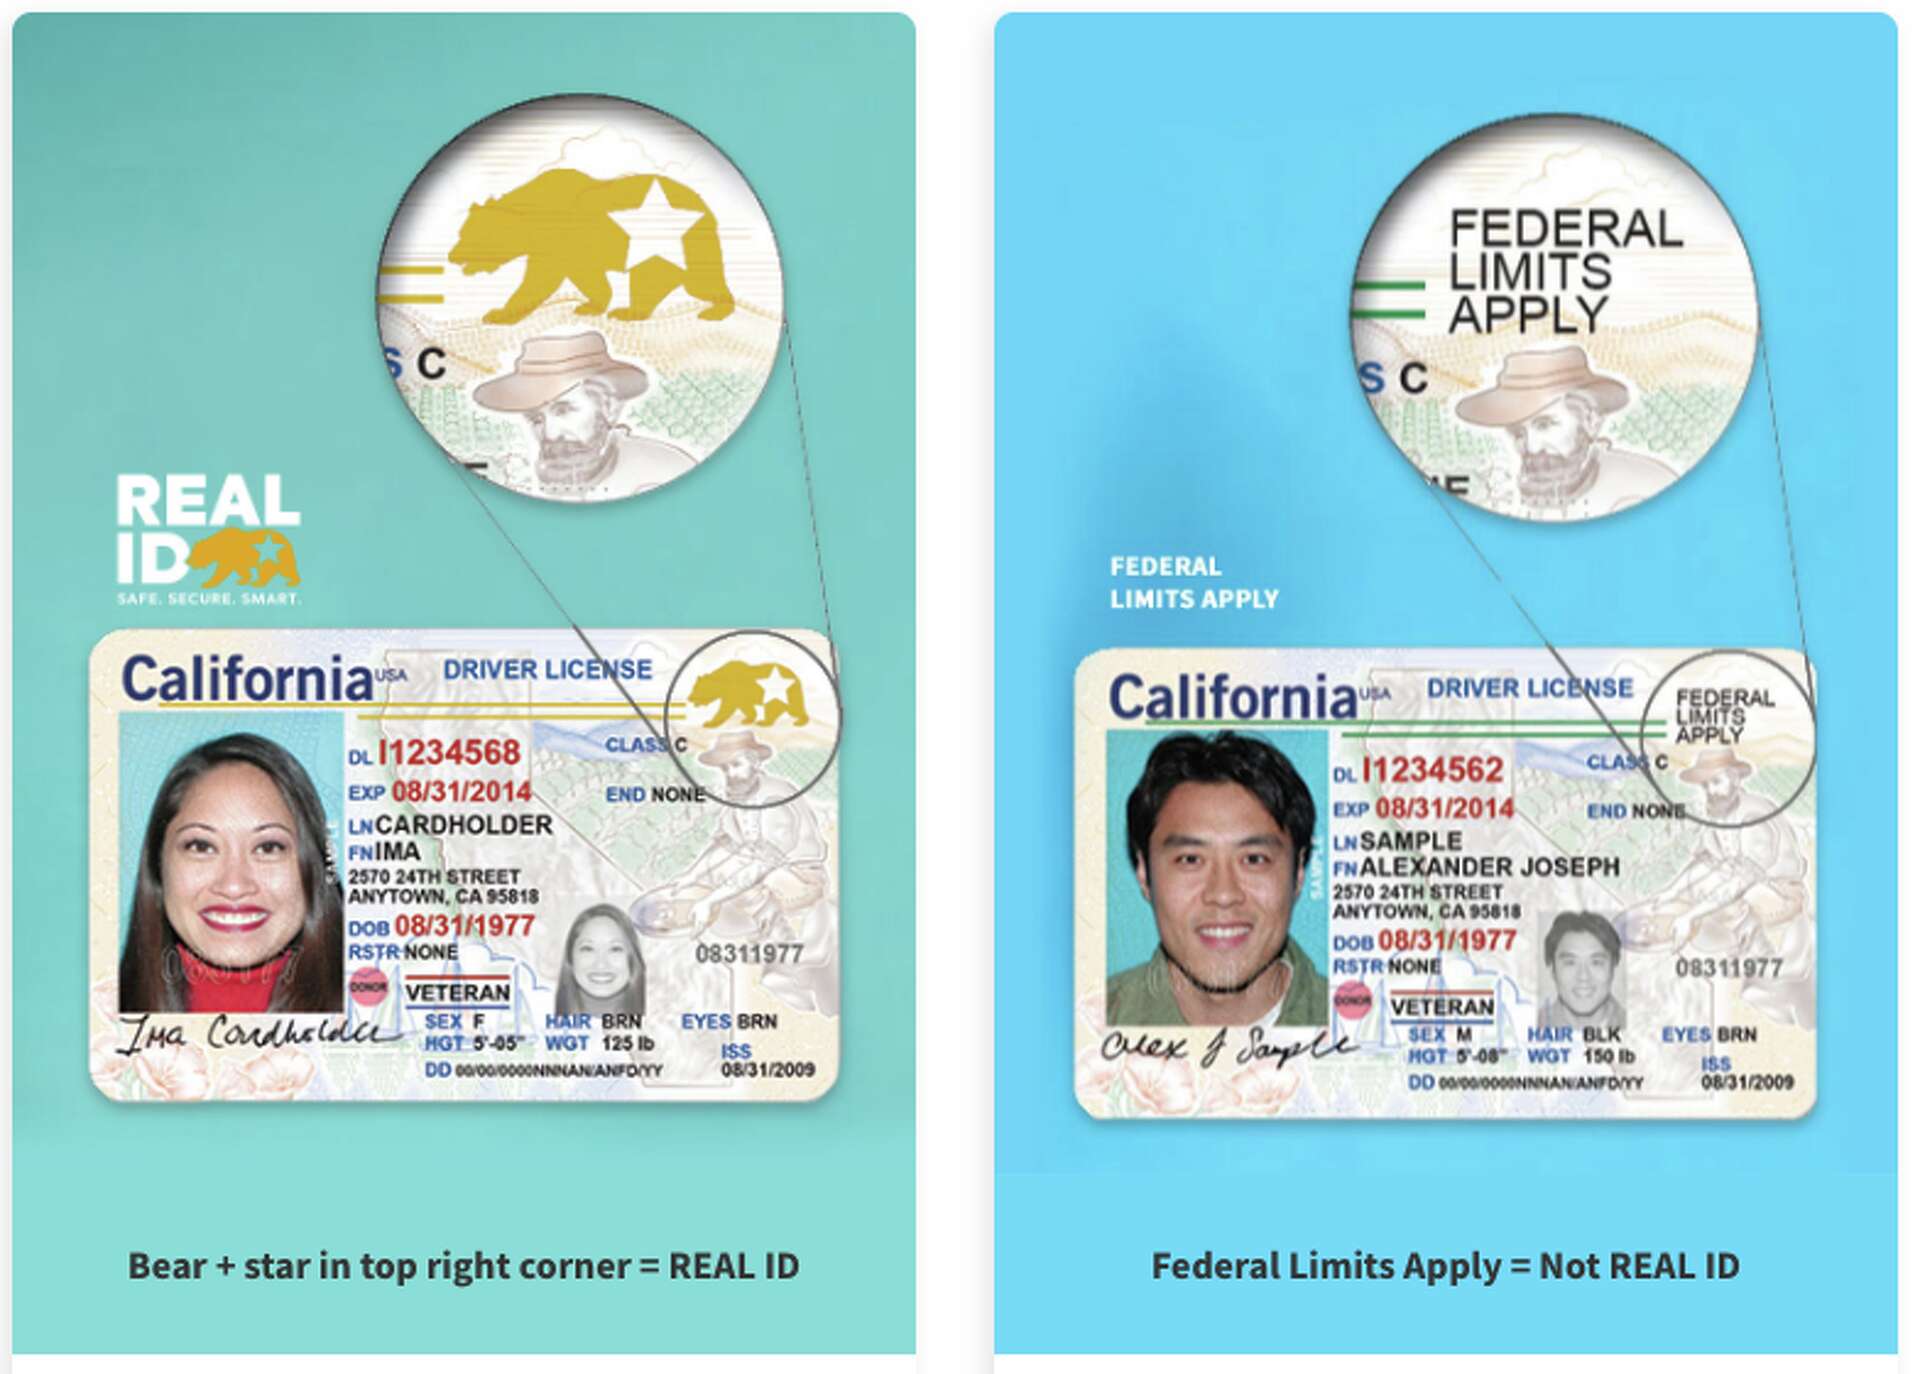 S C
REAL
ID
SAFE. SECURE. SMART.
California USA DRIVER LICENSE
DL I1234568 CLASS C
EXP 08/31/2014 END NONE
LN CARDHOLDER
FN IMA
2570 24TH STREET
ANYTOWN, CA 95818
DOB 08/31/1977
RSTR NONE 08311977
DONOR VETERAN
Ima Cardholder
SEX F HAIR BRN EYES BRN
HGT 5'-05" WGT 125 lb ISS
DD 00/00/0000NNNAN/ANFD/YY 08/31/2009
Bear + star in top right corner = REAL ID
FEDERAL
LIMITS
APPLY
S C
FEDERAL
LIMITS APPLY
California USA DRIVER LICENSE
FEDERAL
LIMITS
APPLY
DL I1234562 CLASS C
EXP 08/31/2014 END NONE
LN SAMPLE
FN ALEXANDER JOSEPH
2570 24TH STREET
ANYTOWN, CA 95818
DOB 08/31/1977
RSTR NONE 08311977
SAMPLE
DONOR VETERAN
Alex J Sample
SEX M HAIR BLK EYES BRN
HGT 5'-08" WGT 150 lb ISS
DD 00/00/0000NNNAN/ANFD/YY 08/31/2009
Federal Limits Apply = Not REAL ID